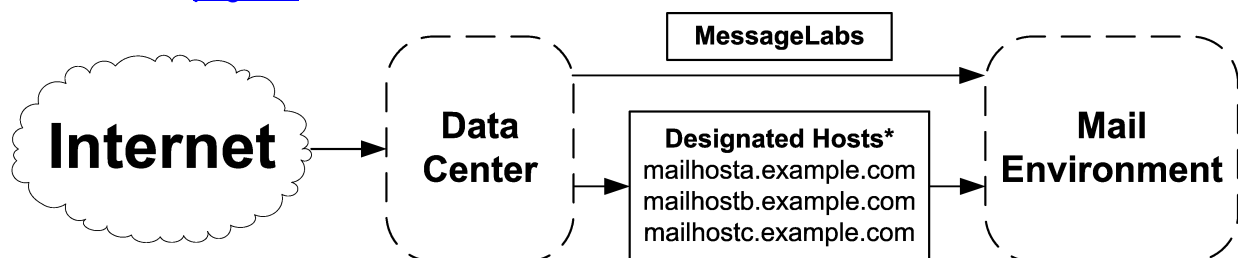 MessageLabs
Internet
Data
Center
Designated Hosts*
mailhosta.example.com
mailhostb.example.com
mailhostc.example.com
Mail
Environment